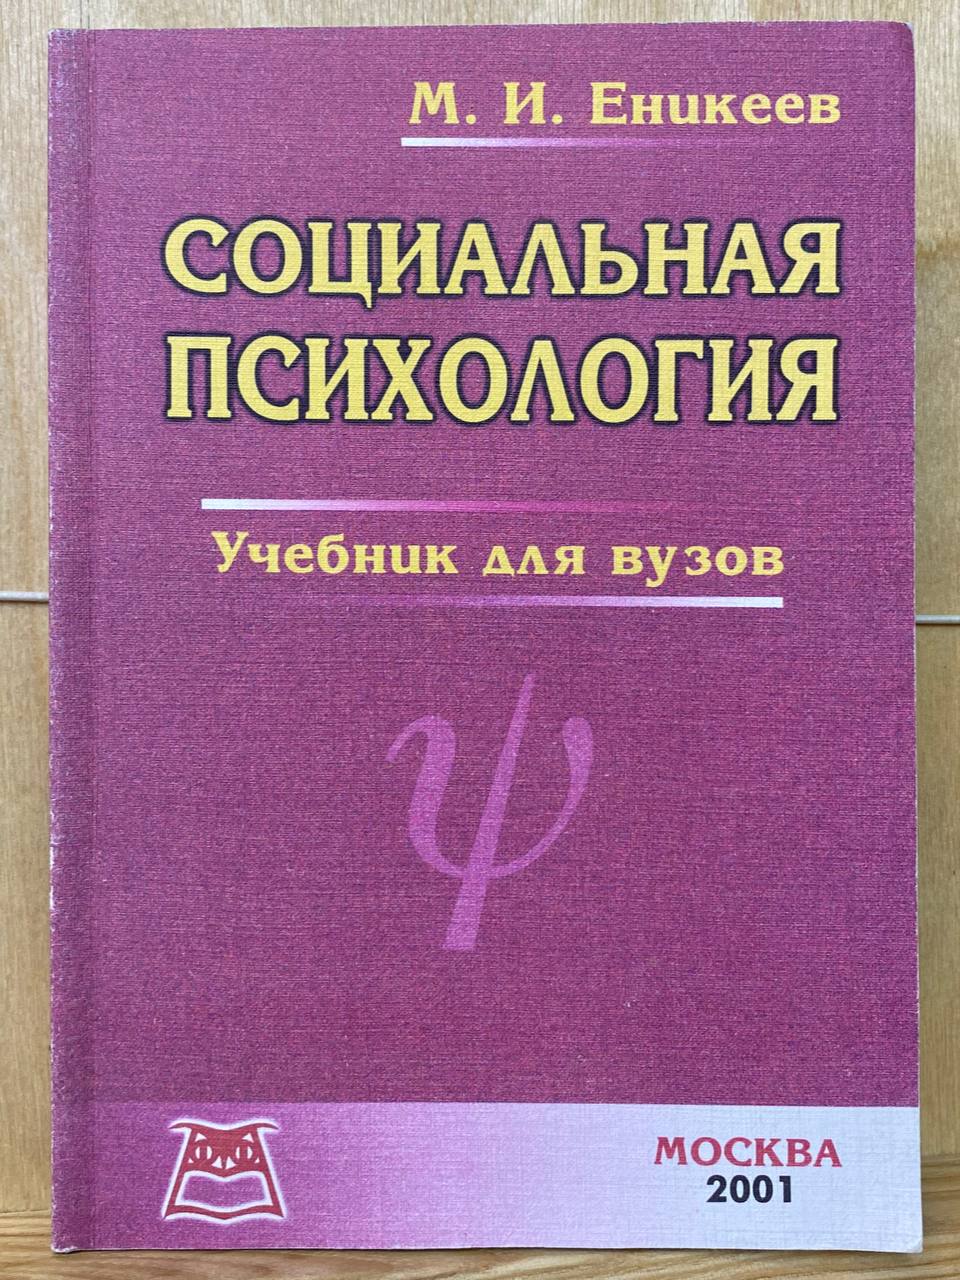 М. И. Еникеев
СОЦИАЛЬНАЯ
ПСИХОЛОГИЯ
Учебник для вузов
ψ
МОСКВА
2001